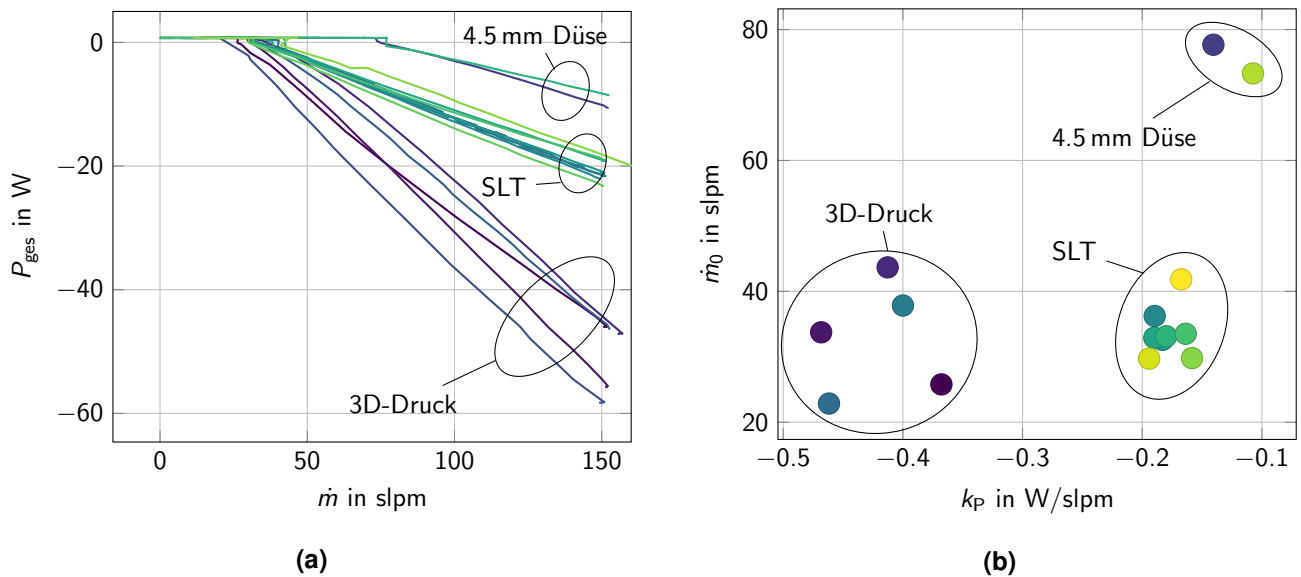 0
−20
−40
−60
P_ges in W
0
50
100
150
ṁ in slpm
4.5 mm Düse
SLT
3D-Druck
(a)
80
60
40
20
ṁ_0 in slpm
−0.5
−0.4
−0.3
−0.2
−0.1
k_P in W/slpm
4.5 mm Düse
3D-Druck
SLT
(b)